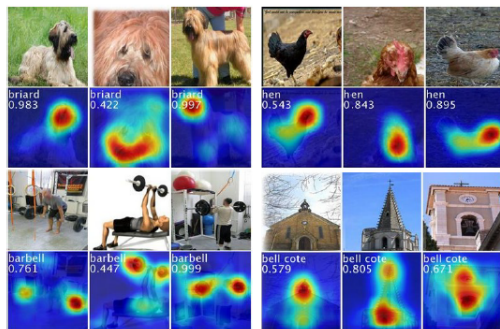 briard
0.983
briard
0.422
briard
0.997
hen
0.543
hen
0.843
hen
0.895
barbell
0.761
barbell
0.447
barbell
0.999
bell cote
0.579
bell cote
0.805
bell cote
0.671